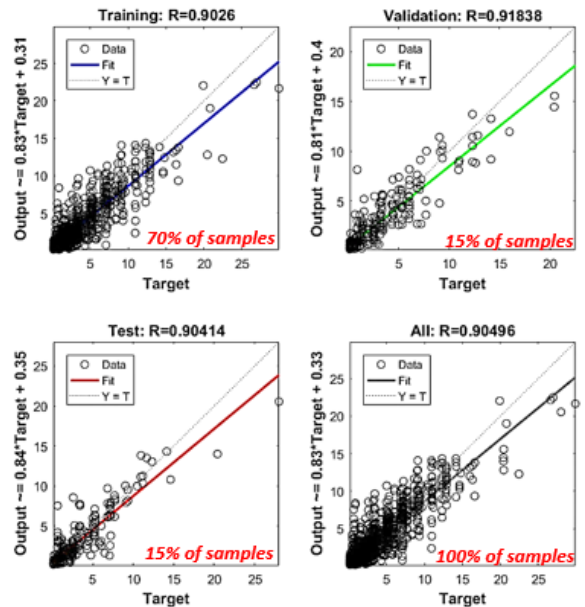 Training: R=0.9026
Output ~= 0.83*Target + 0.31
25
20
15
10
5
Data
Fit
Y = T
70% of samples
5 10 15 20 25
Target
Validation: R=0.91838
Output ~= 0.81*Target + 0.4
20
15
10
5
Data
Fit
Y = T
15% of samples
5 10 15 20
Target
Test: R=0.90414
Output ~= 0.84*Target + 0.35
25
20
15
10
5
Data
Fit
Y = T
15% of samples
5 10 15 20 25
Target
All: R=0.90496
Output ~= 0.83*Target + 0.33
25
20
15
10
5
Data
Fit
Y = T
100% of samples
5 10 15 20 25
Target